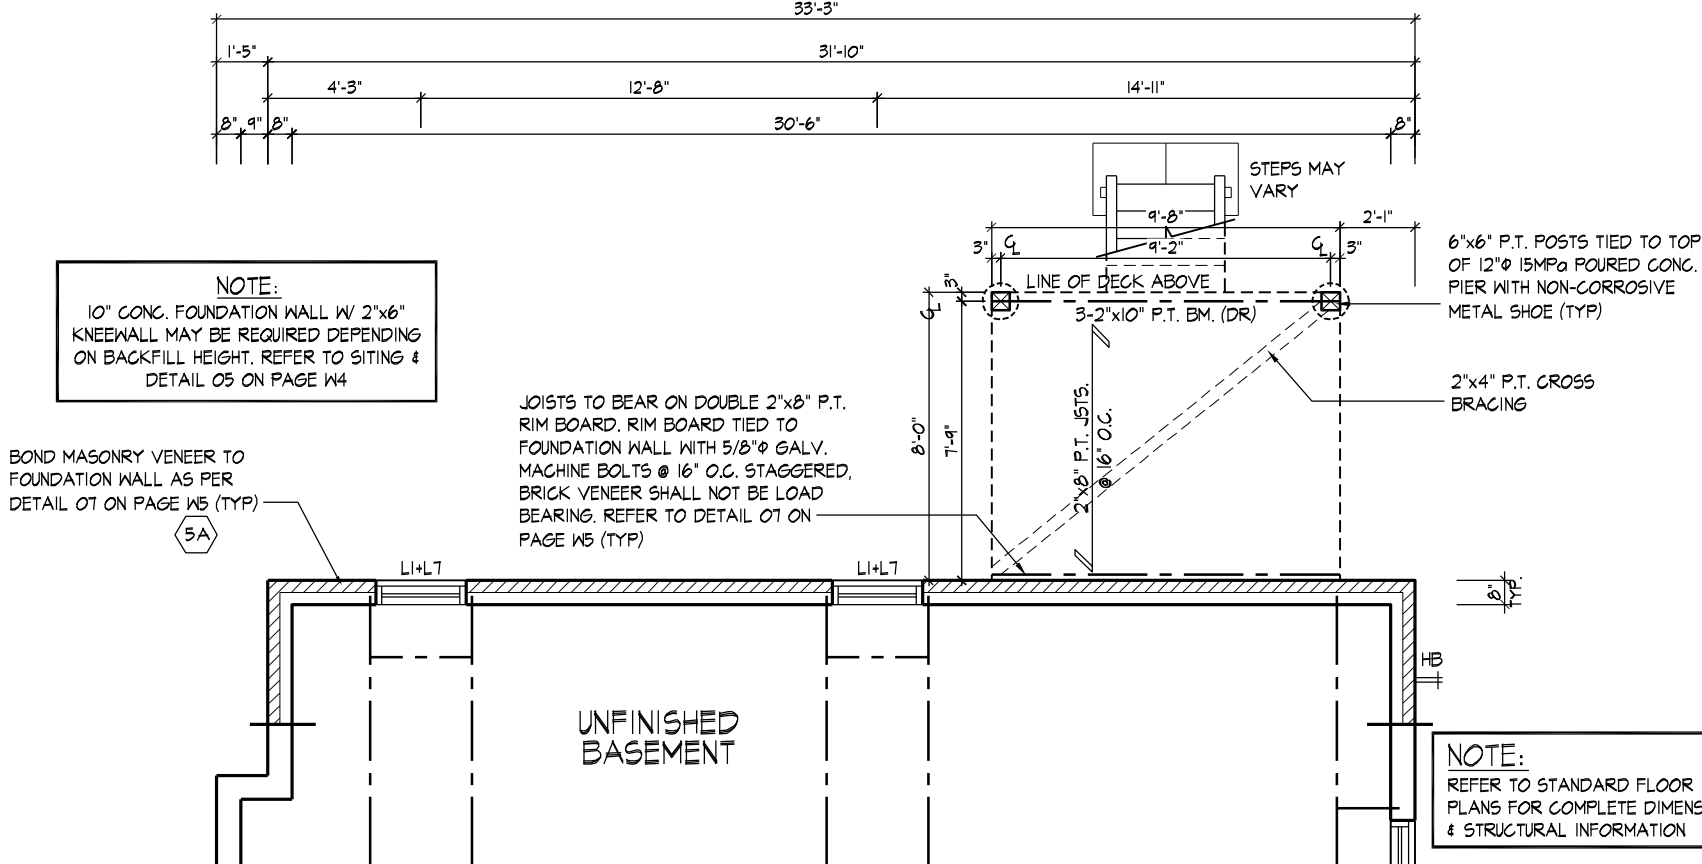 33'-3"
1'-5"
31'-10"
4'-3"
12'-8"
14'-11"
8"
9"
8"
30'-6"
8"
STEPS MAY
VARY
9'-8"
2'-1"
3"
CL
9'-2"
CL
3"
6"x6" P.T. POSTS TIED TO TOP
OF 12"Φ 15MPa POURED CONC.
PIER WITH NON-CORROSIVE
METAL SHOE (TYP)
NOTE:
10" CONC. FOUNDATION WALL W/ 2"x6"
KNEEWALL MAY BE REQUIRED DEPENDING
ON BACKFILL HEIGHT. REFER TO SITING &
DETAIL 05 ON PAGE W4
3"
CL
LINE OF DECK ABOVE
3-2"x10" P.T. BM. (DR)
2"x4" P.T. CROSS
BRACING
8'-0"
7'-9"
2"x8" P.T. JSTS.
@ 16" O.C.
JOISTS TO BEAR ON DOUBLE 2"x8" P.T.
RIM BOARD. RIM BOARD TIED TO
FOUNDATION WALL WITH 5/8"Φ GALV.
MACHINE BOLTS @ 16" O.C. STAGGERED,
BRICK VENEER SHALL NOT BE LOAD
BEARING. REFER TO DETAIL 07 ON
PAGE W5 (TYP)
BOND MASONRY VENEER TO
FOUNDATION WALL AS PER
DETAIL 07 ON PAGE W5 (TYP)
5A
L1+L7
L1+L7
8"
TYP.
HB
UNFINISHED
BASEMENT
NOTE:
REFER TO STANDARD FLOOR
PLANS FOR COMPLETE DIMENS
& STRUCTURAL INFORMATION